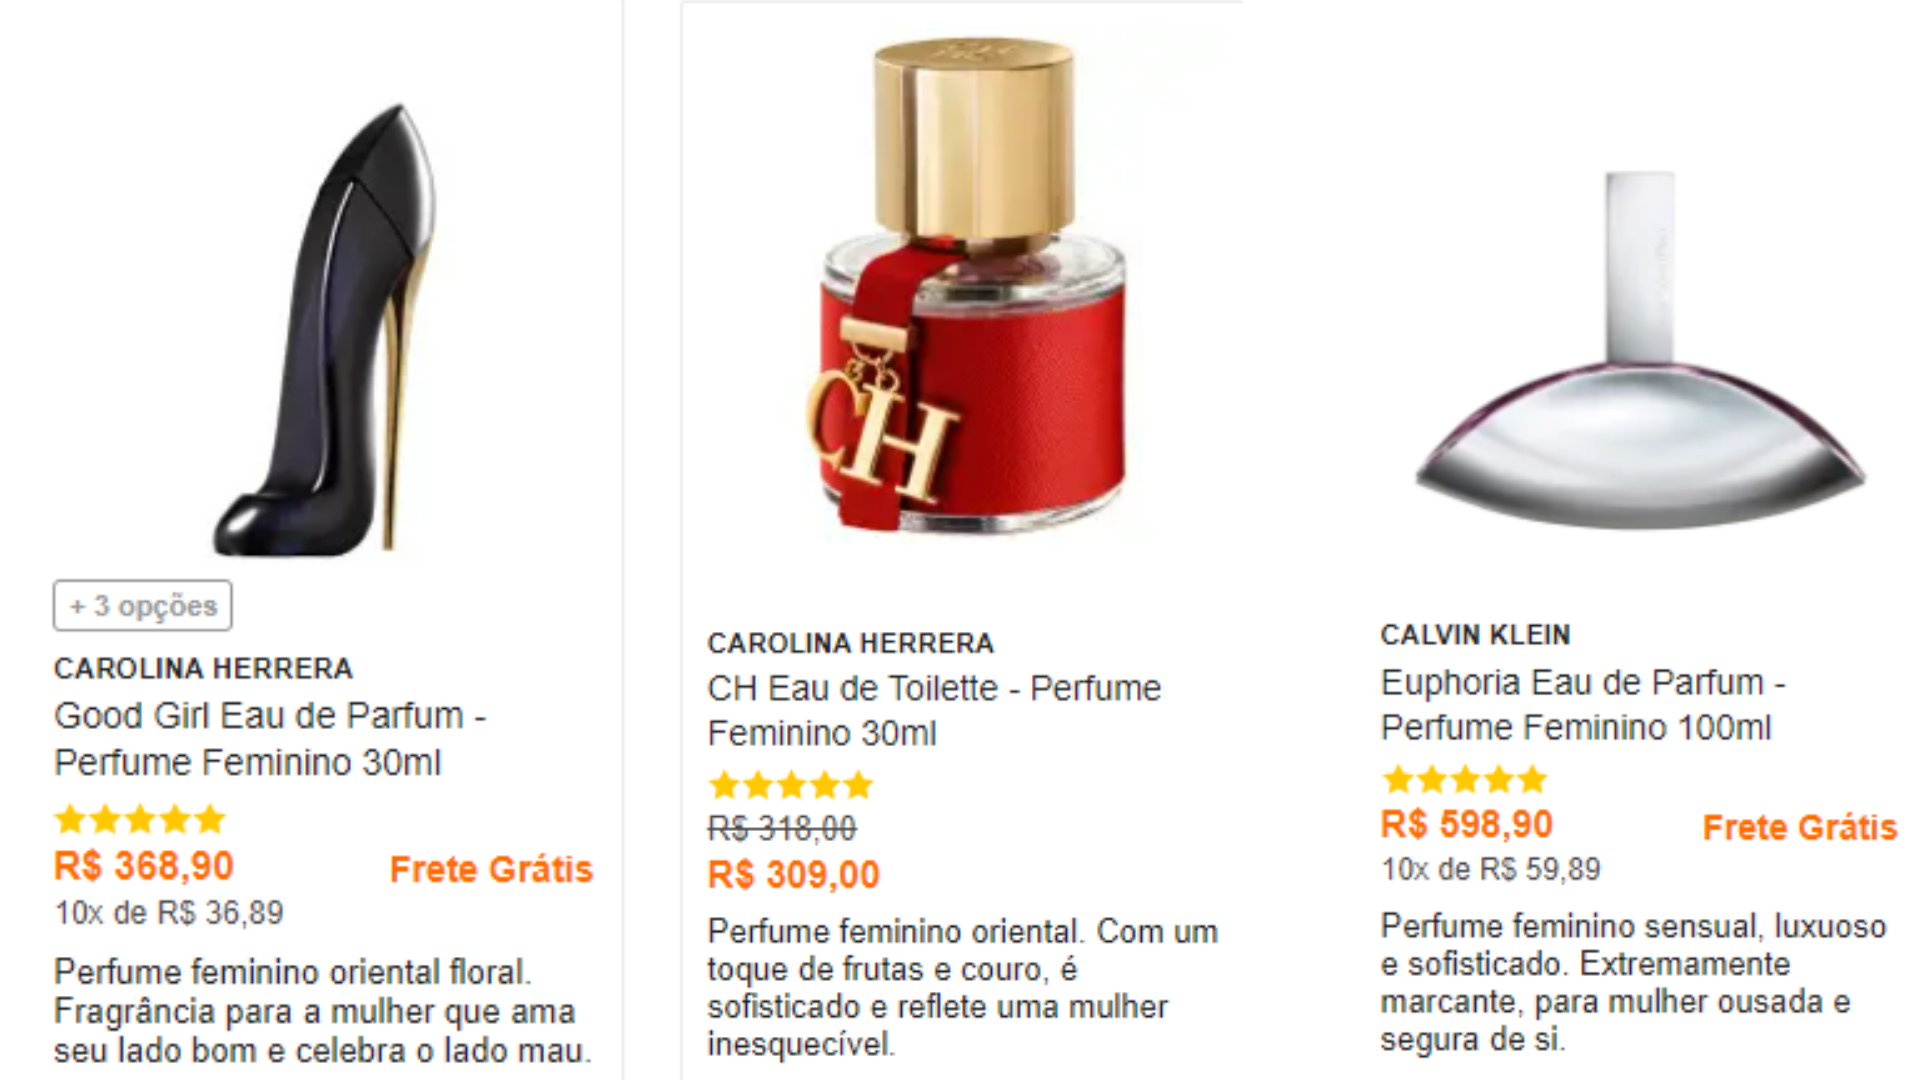 + 3 opções
CAROLINA HERRERA
Good Girl Eau de Parfum -
Perfume Feminino 30ml
R$ 368,90
Frete Grátis
10x de R$ 36,89
Perfume feminino oriental floral.
Fragrância para a mulher que ama
seu lado bom e celebra o lado mau.
CH
CAROLINA HERRERA
CH Eau de Toilette - Perfume
Feminino 30ml
R$ 318,00
R$ 309,00
Perfume feminino oriental. Com um
toque de frutas e couro, é
sofisticado e reflete uma mulher
inesquecível.
CALVIN KLEIN
Euphoria Eau de Parfum -
Perfume Feminino 100ml
R$ 598,90
Frete Grátis
10x de R$ 59,89
Perfume feminino sensual, luxuoso
e sofisticado. Extremamente
marcante, para mulher ousada e
segura de si.